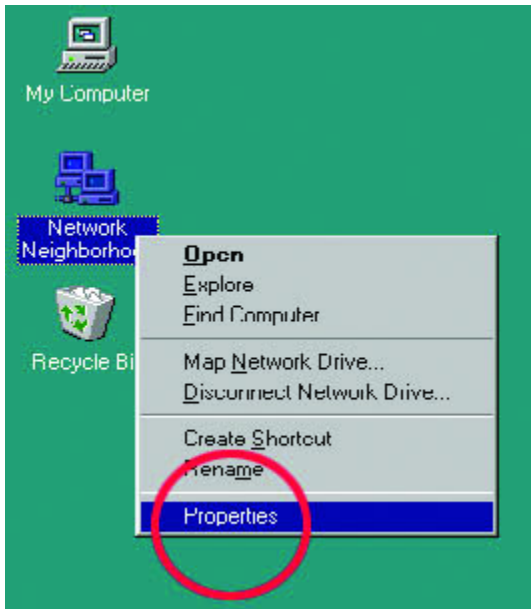 My Computer
Network
Neighborhoo
Open
Explore
Find Computer
Recycle Bi
Map Network Drive...
Disconnect Network Drive...
Create Shortcut
Rename
Properties